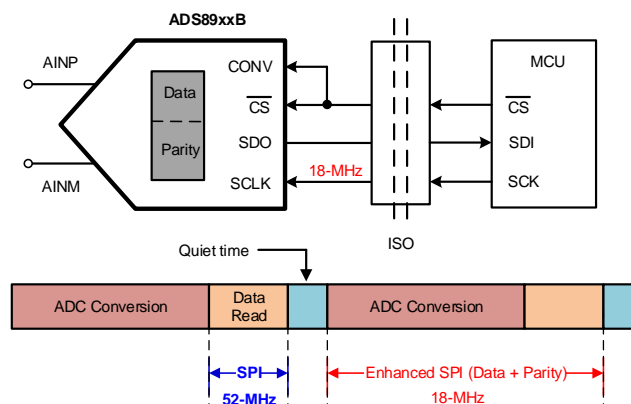 ADS89xxB
AINP
AINM
Data
Parity
CONV
CS
SDO
SCLK
18-MHz
ISO
MCU
CS
SDI
SCK
Quiet time
ADC Conversion
Data
Read
ADC Conversion
SPI
52-MHz
Enhanced SPI (Data + Parity)
18-MHz